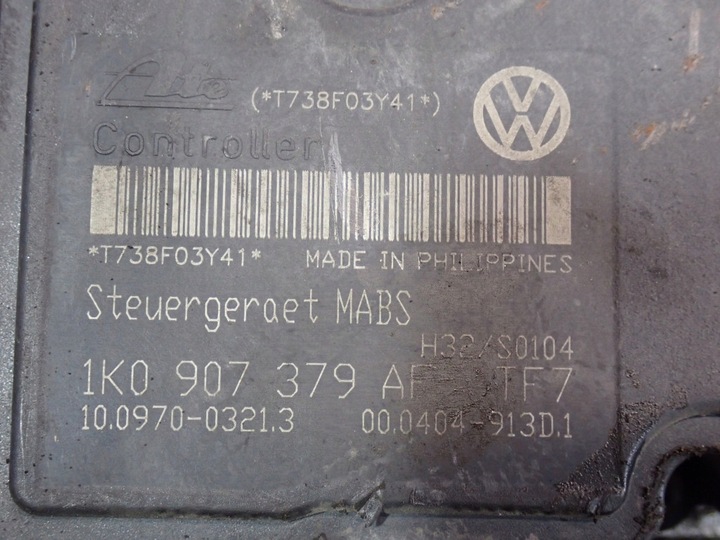 Ate (*T738F03Y41*)
Controller
*T738F03Y41* MADE IN PHILIPPINES
Steuergeraet MABS
H32/S0104
1K0 907 379 TF7
10.0970-0321.3 00.0404-913D.1